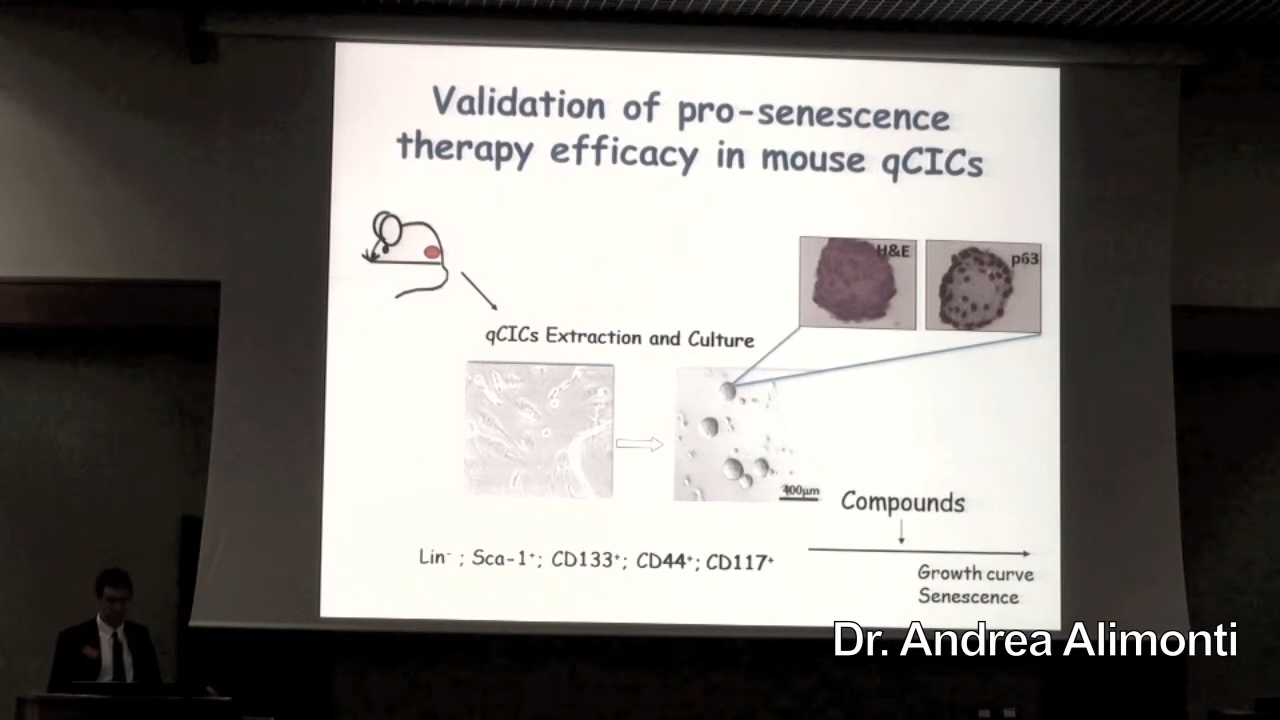 Validation of pro-senescence
therapy efficacy in mouse qCICs
H&E
p63
qCICs Extraction and Culture
400μm
Compounds
Lin⁻ ; Sca-1⁺; CD133⁺; CD44⁺; CD117⁺
Growth curve
Senescence
Dr. Andrea Alimonti